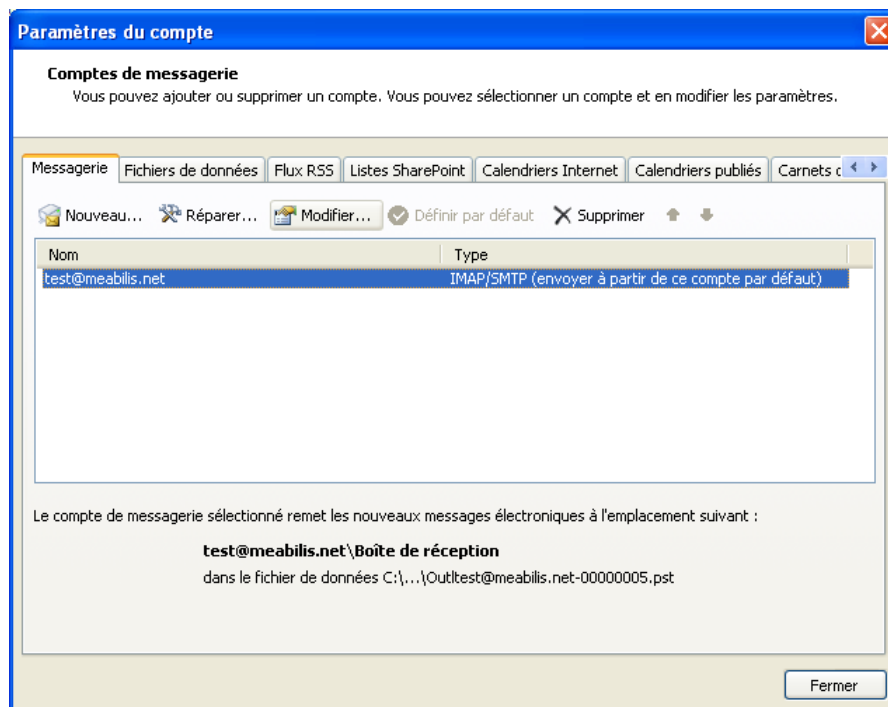 Paramètres du compte
Comptes de messagerie
Vous pouvez ajouter ou supprimer un compte. Vous pouvez sélectionner un compte et en modifier les paramètres.
Messagerie Fichiers de données Flux RSS Listes SharePoint Calendriers Internet Calendriers publiés Carnets
Nouveau... Réparer... Modifier... Définir par défaut Supprimer
Nom Type
test@meabilis.net IMAP/SMTP (envoyer à partir de ce compte par défaut)
Le compte de messagerie sélectionné remet les nouveaux messages électroniques à l'emplacement suivant :
test@meabilis.net\Boîte de réception
dans le fichier de données C:\...\Outltest@meabilis.net-00000005.pst
Fermer